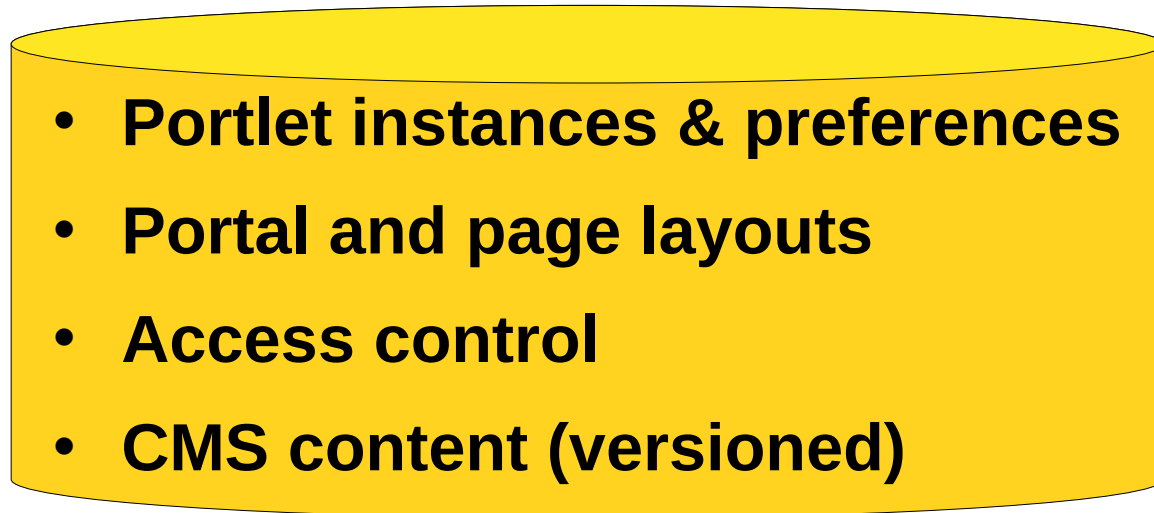 • Portlet instances & preferences
• Portal and page layouts
• Access control
• CMS content (versioned)